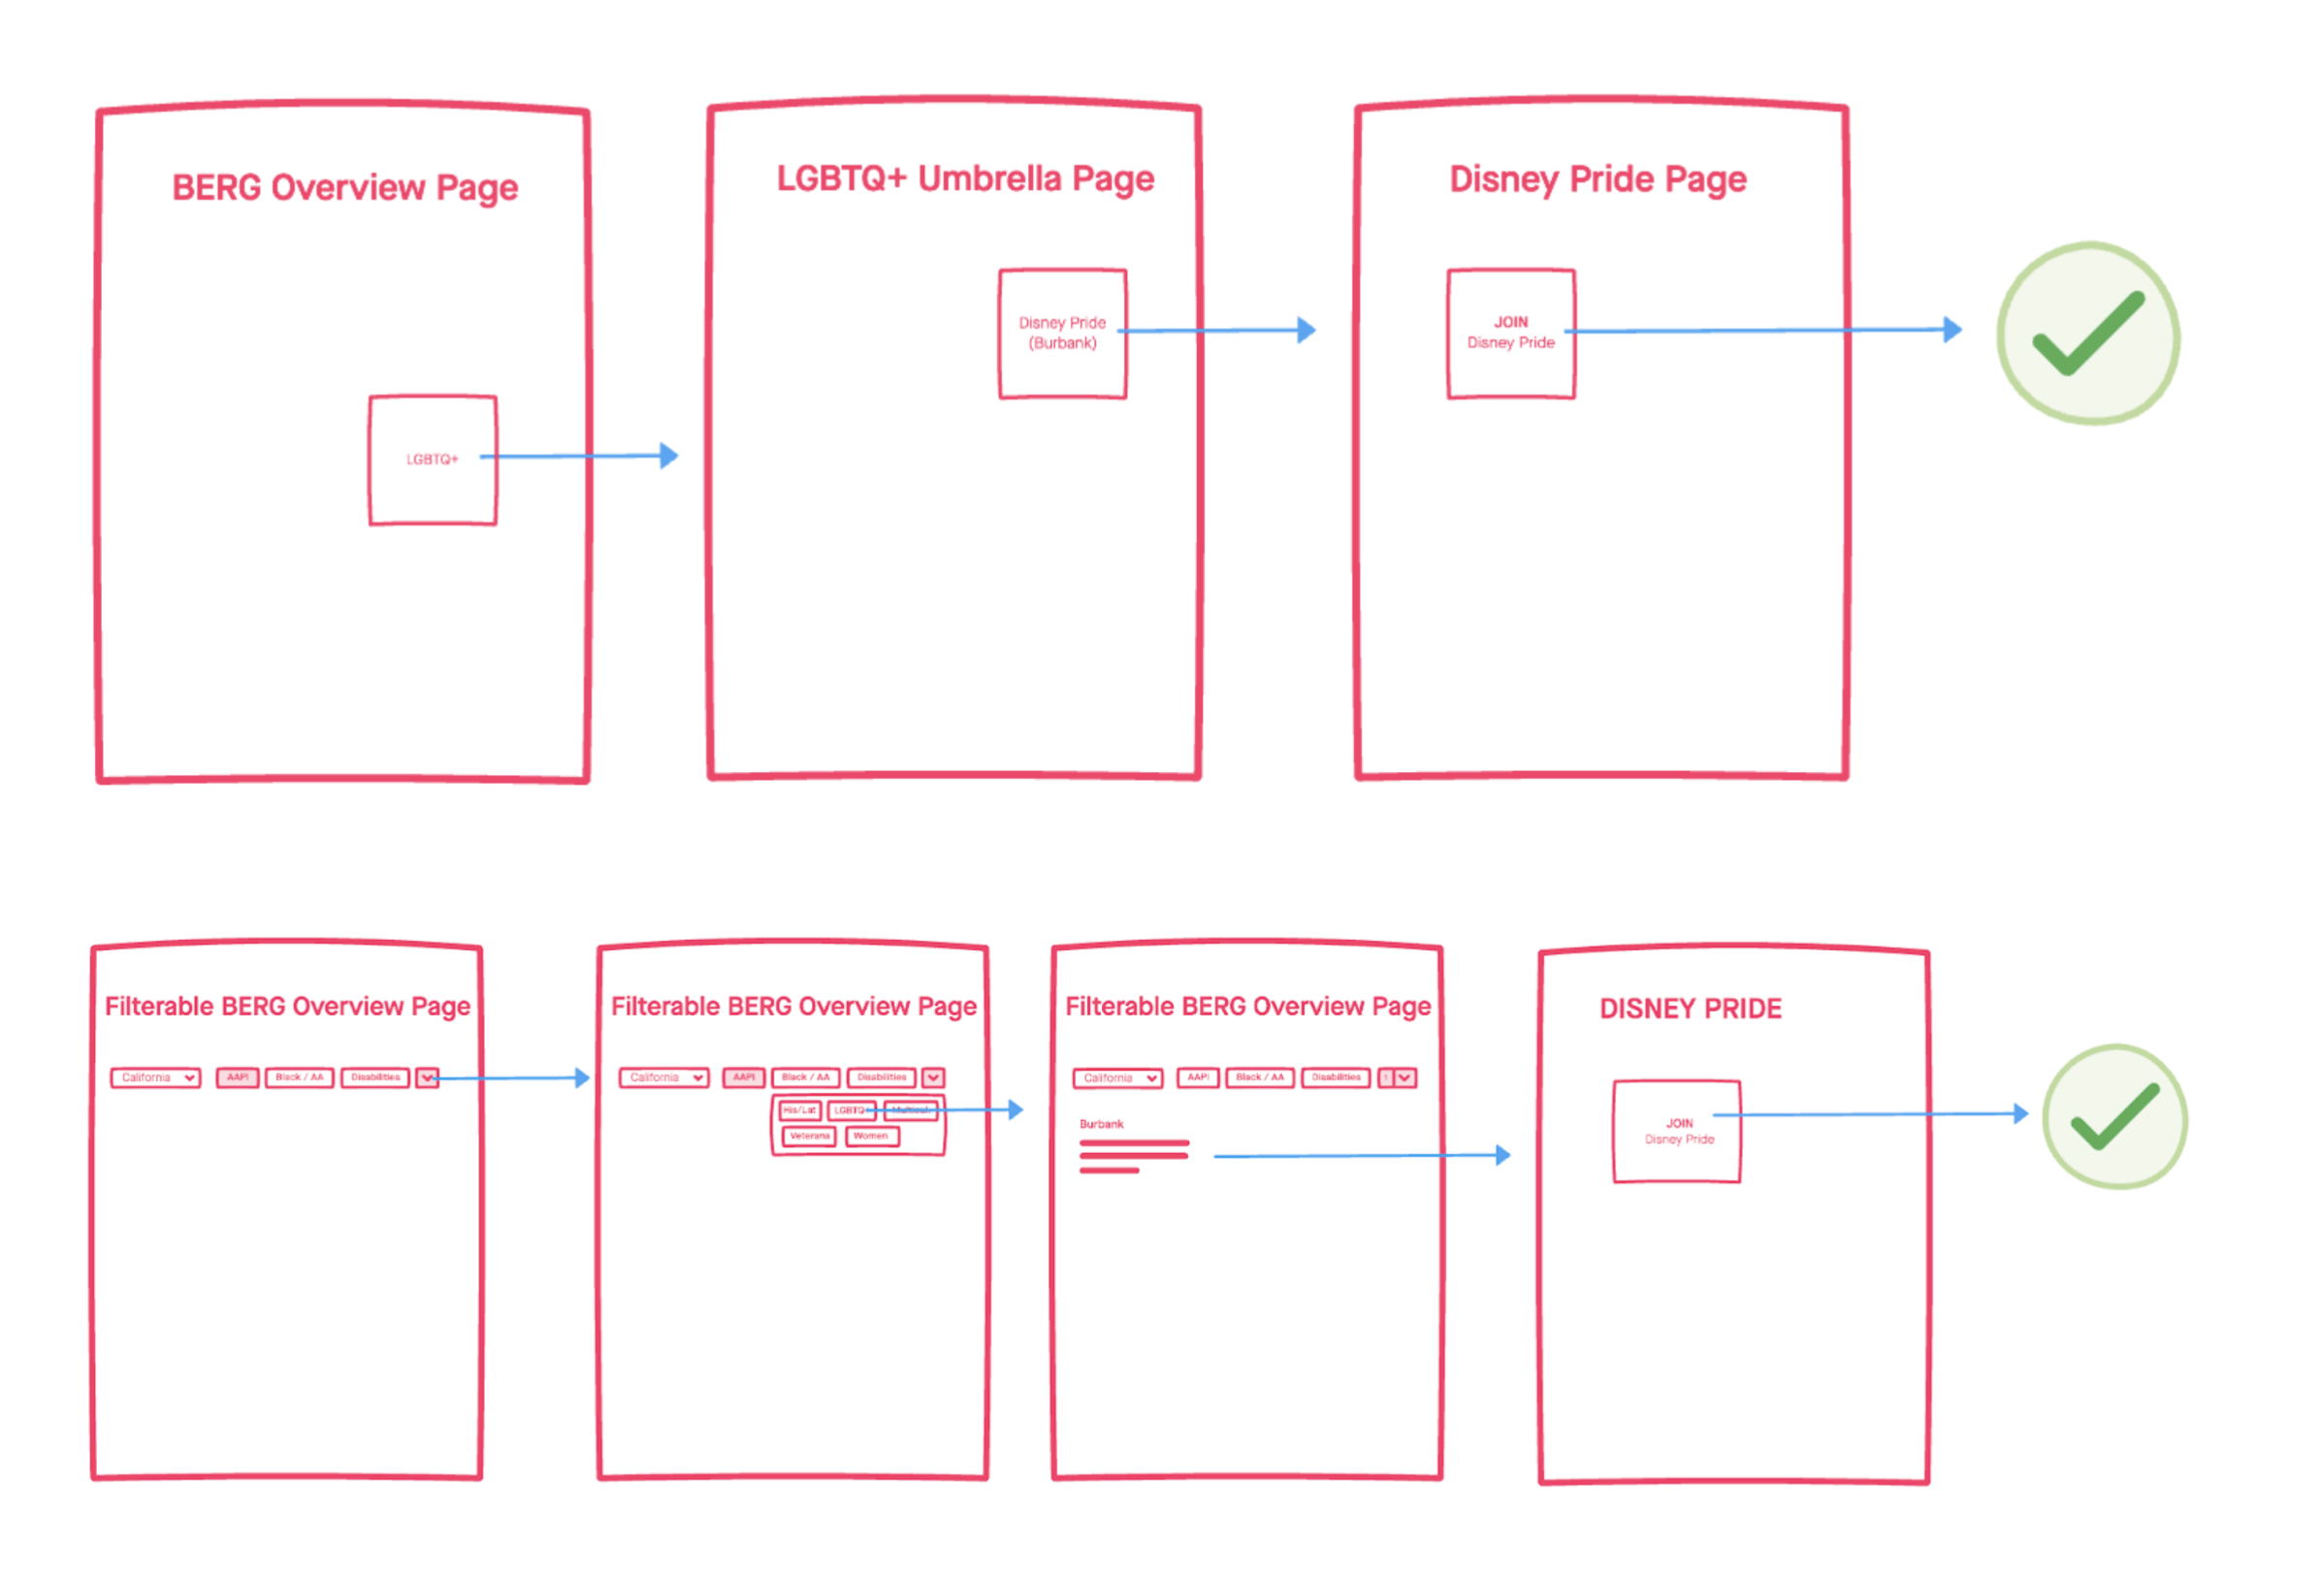 BERG Overview Page
LGBTQ+
LGBTQ+ Umbrella Page
Disney Pride
(Burbank)
Disney Pride Page
JOIN
Disney Pride
Filterable BERG Overview Page
California AAPI Black / AA Disabilities
Filterable BERG Overview Page
California AAPI Black / AA Disabilities
His/Lat LGBTQ+
Veterans Women
Filterable BERG Overview Page
California AAPI Black / AA Disabilities 1
Burbank
DISNEY PRIDE
JOIN
Disney Pride